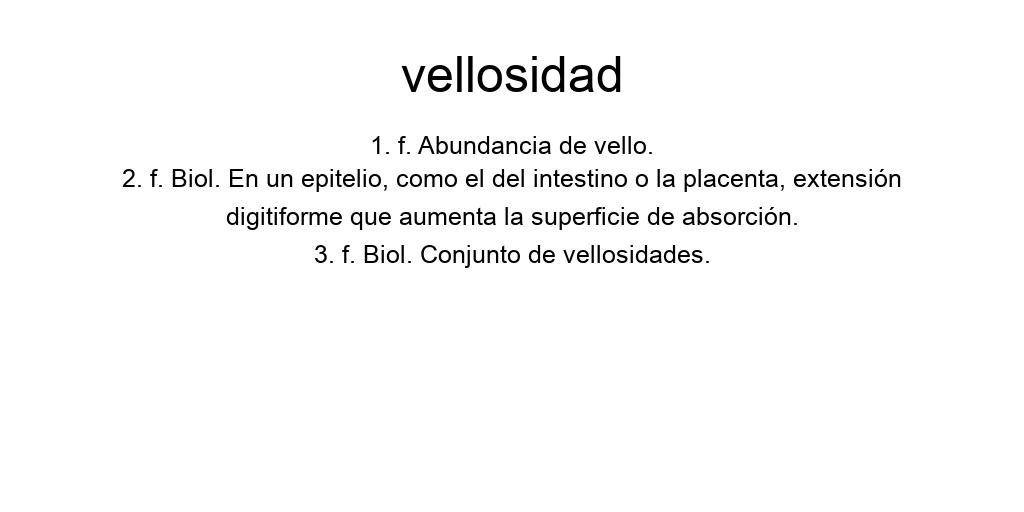 vellosidad
1. f. Abundancia de vello.
2. f. Biol. En un epitelio, como el del intestino o la placenta, extensión
digitiforme que aumenta la superficie de absorción.
3. f. Biol. Conjunto de vellosidades.